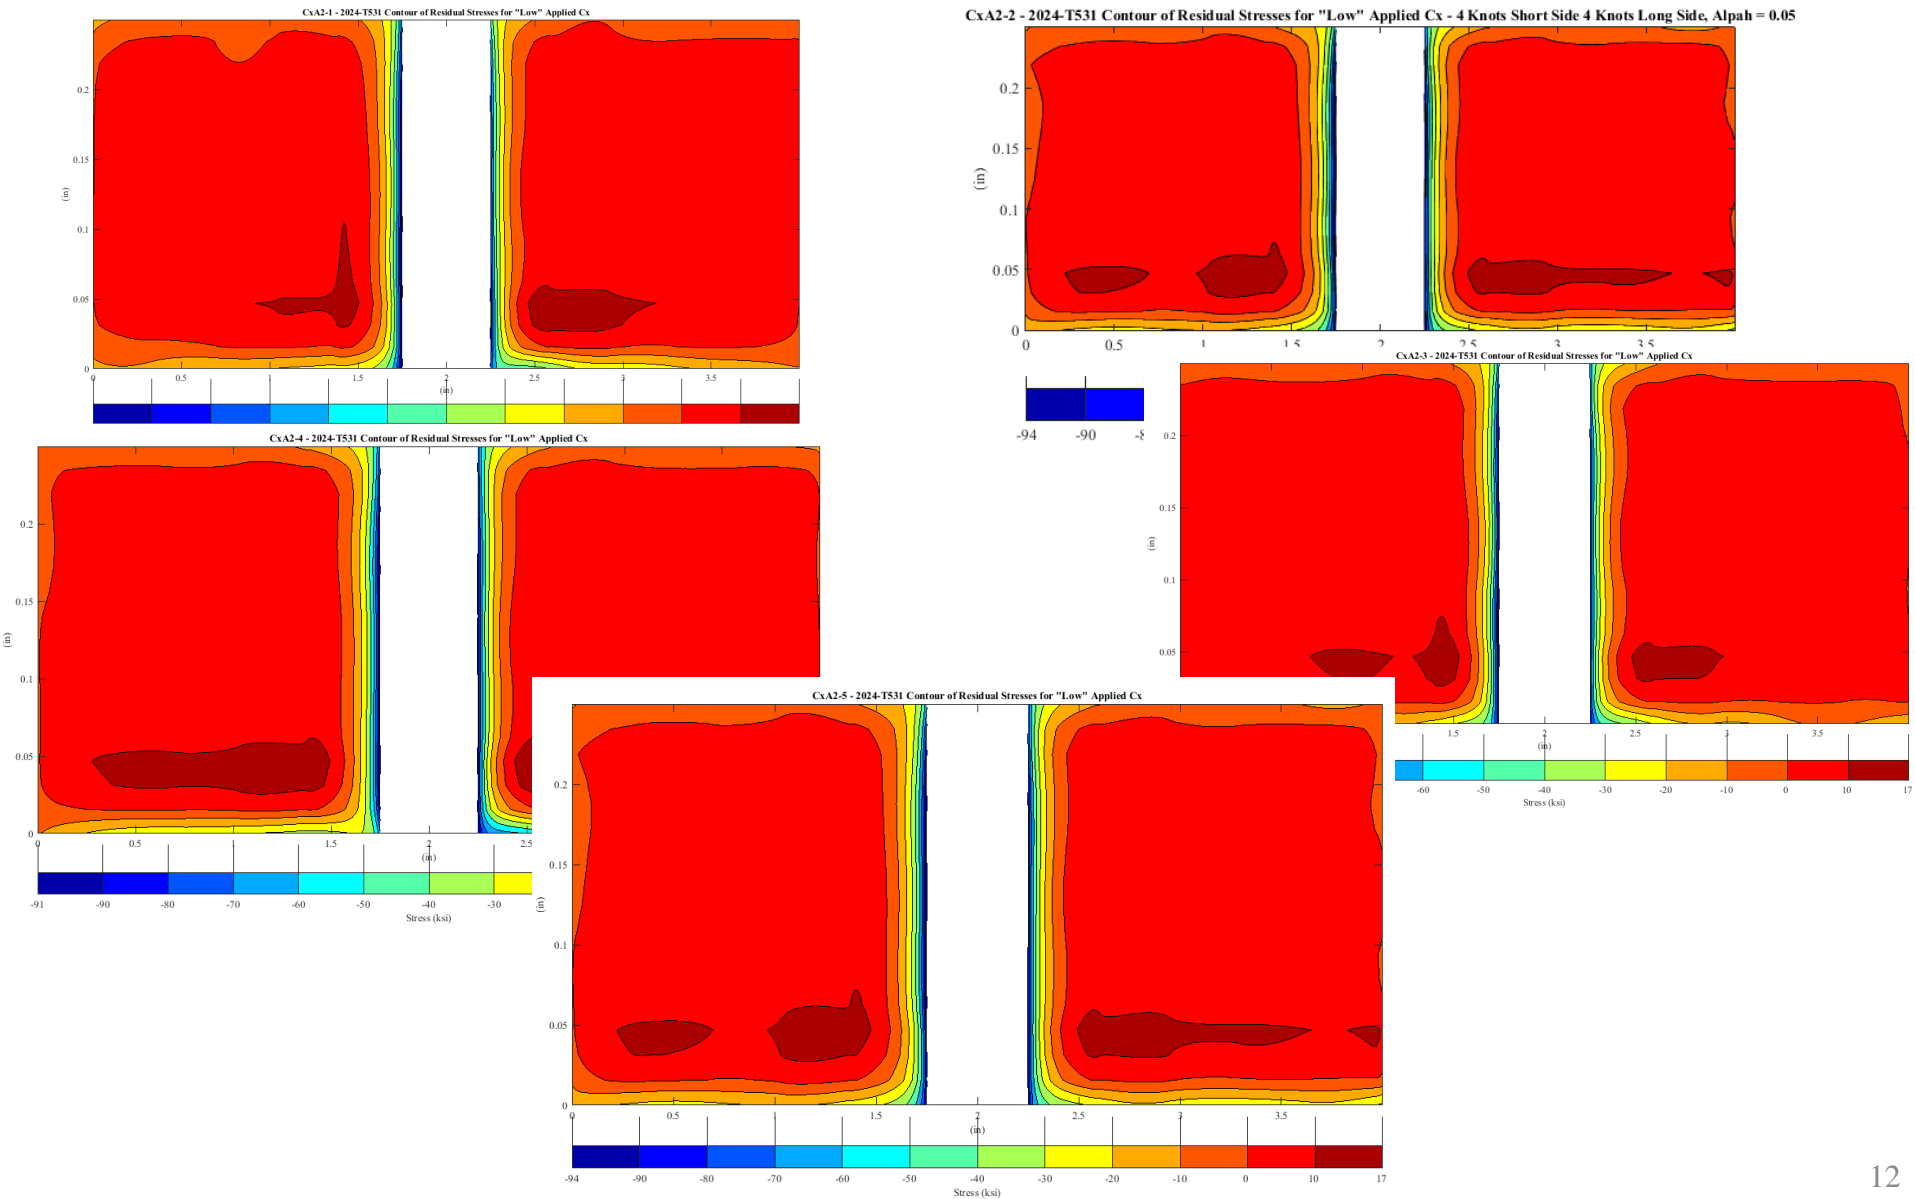 CxA2-1 - 2024-T531 Contour of Residual Stresses for "Low" Applied Cx
0.2
0.15
0.1
0.05
0
(in)
0 0.5 1 1.5 2 2.5 3 3.5
(in)
CxA2-2 - 2024-T531 Contour of Residual Stresses for "Low" Applied Cx - 4 Knots Short Side 4 Knots Long Side, Alpah = 0.05
0.2
0.15
0.1
0.05
0
(in)
0 0.5 1 1.5 2 2.5 3 3.5
-94 -90
CxA2-3 - 2024-T531 Contour of Residual Stresses for "Low" Applied Cx
0.2
0.15
0.1
0.05
(in)
1.5 2 2.5 3 3.5
(in)
-60 -50 -40 -30 -20 -10 0 10 17
Stress (ksi)
CxA2-4 - 2024-T531 Contour of Residual Stresses for "Low" Applied Cx
0.2
0.15
0.1
0.05
0
(in)
0 0.5 1 1.5 2 2.5
(in)
-91 -90 -80 -70 -60 -50 -40 -30
Stress (ksi)
CxA2-5 - 2024-T531 Contour of Residual Stresses for "Low" Applied Cx
0.2
0.15
0.1
0.05
0
(in)
0 0.5 1 1.5 2 2.5 3 3.5
(in)
-94 -90 -80 -70 -60 -50 -40 -30 -20 -10 0 10 17
Stress (ksi)
12